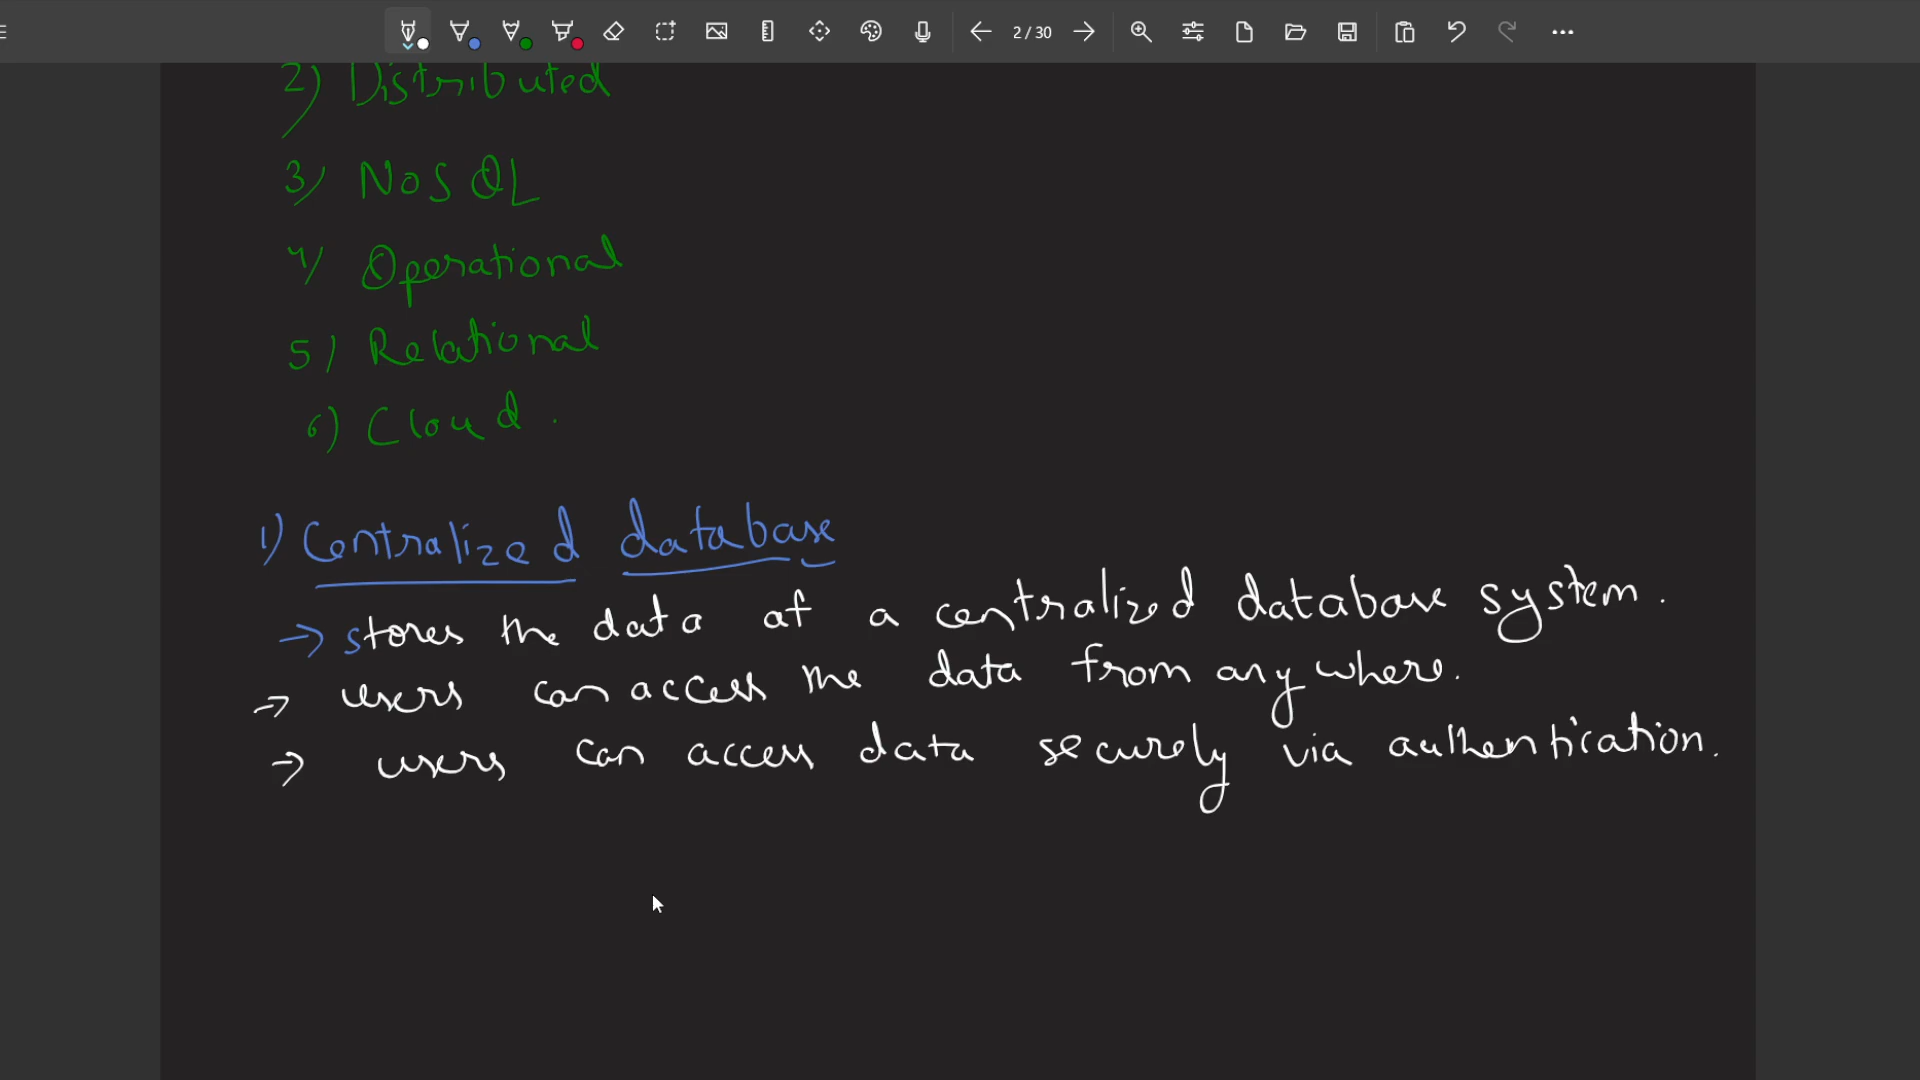 2/30
2) Distributed
3) NoSQL
4) Operational
5) Relational
6) Cloud.
1) Centralized database
→ stores the data at a centralized database system.
→ users can access the data from anywhere.
→ users can access data securely via authentication.